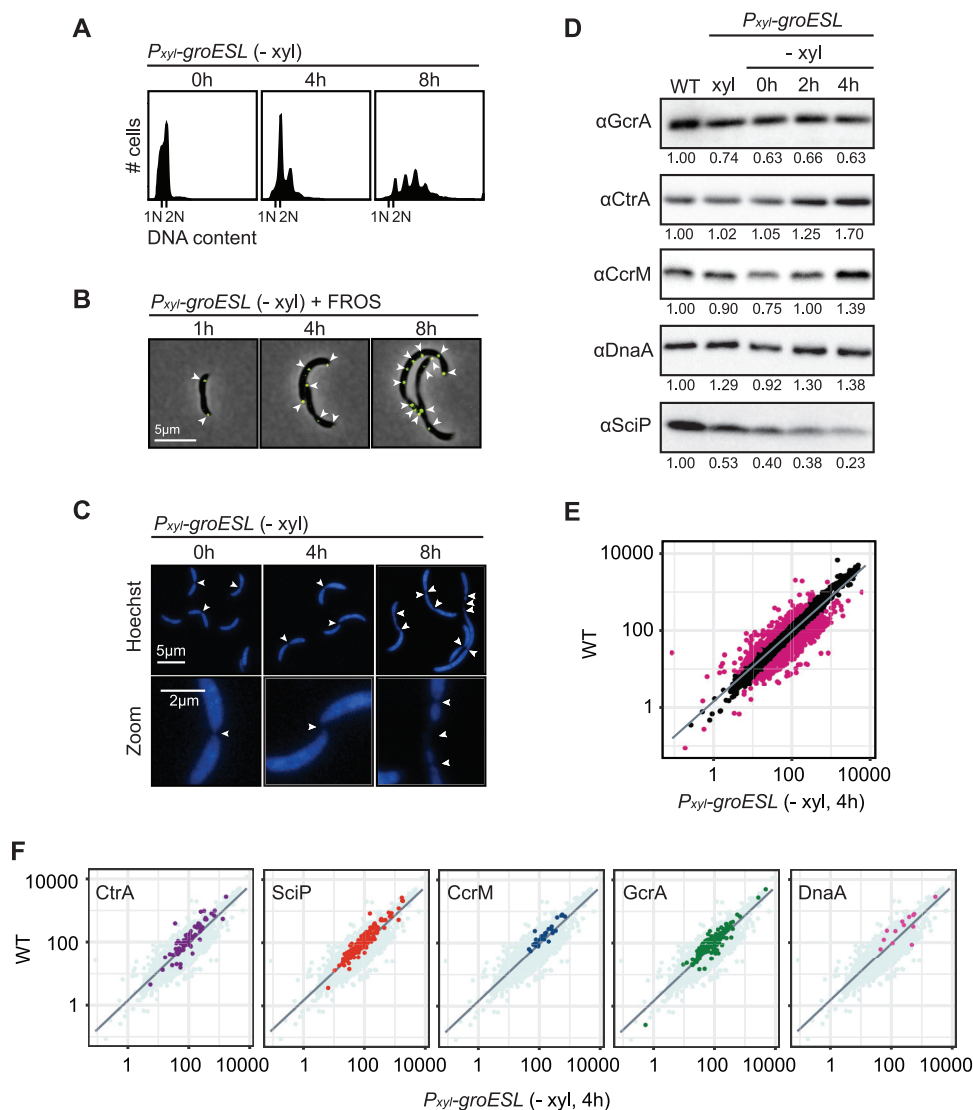 A
Pxyl-groESL (- xyl)
0h 4h 8h
# cells
1N 2N 1N 2N 1N 2N
DNA content
B
Pxyl-groESL (- xyl) + FROS
1h 4h 8h
5µm
C
Pxyl-groESL (- xyl)
0h 4h 8h
Hoechst
5µm
Zoom
2µm
D
Pxyl-groESL
- xyl
WT xyl 0h 2h 4h
αGcrA
1.00 0.74 0.63 0.66 0.63
αCtrA
1.00 1.02 1.05 1.25 1.70
αCcrM
1.00 0.90 0.75 1.00 1.39
αDnaA
1.00 1.29 0.92 1.30 1.38
αSciP
1.00 0.53 0.40 0.38 0.23
E
10000
100
1
WT
1 100 10000
Pxyl-groESL (- xyl, 4h)
F
10000
100
1
WT
CtrA SciP CcrM GcrA DnaA
1 100 10000 1 100 10000 1 100 10000 1 100 10000 1 100 10000
Pxyl-groESL (- xyl, 4h)